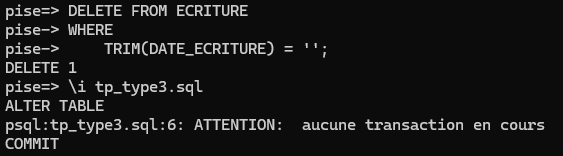 pise=> DELETE FROM ECRITURE
pise-> WHERE
pise->     TRIM(DATE_ECRITURE) = '';
DELETE 1
pise=> \i tp_type3.sql
ALTER TABLE
psql:tp_type3.sql:6: ATTENTION:  aucune transaction en cours
COMMIT